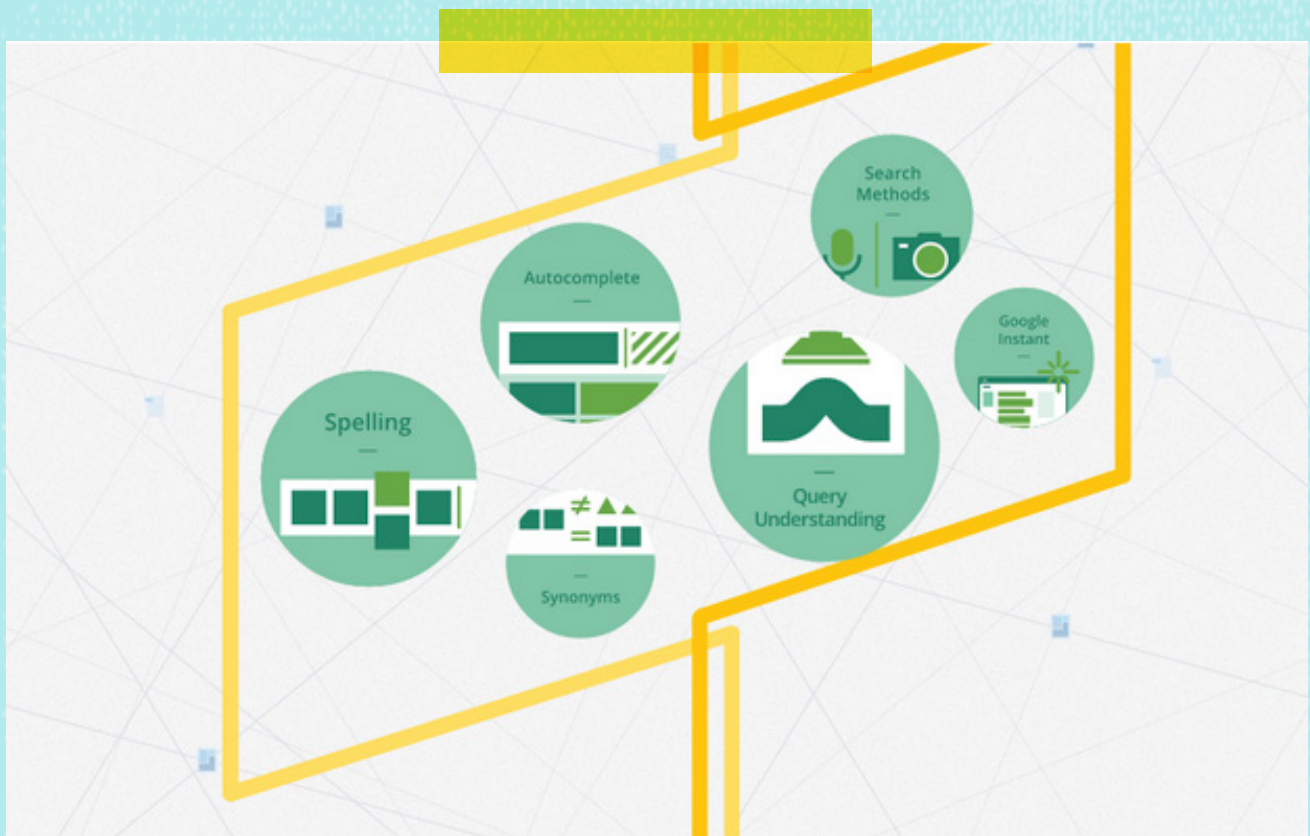 Search
Methods
Autocomplete
Google
Instant
Spelling
Query
Understanding
Synonyms